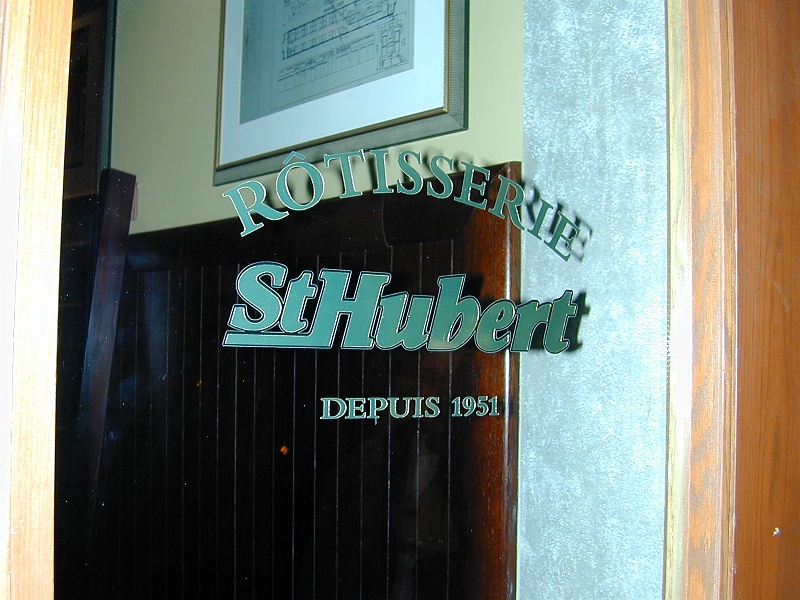 RÔTISSERIE
StHubert
DEPUIS 1951